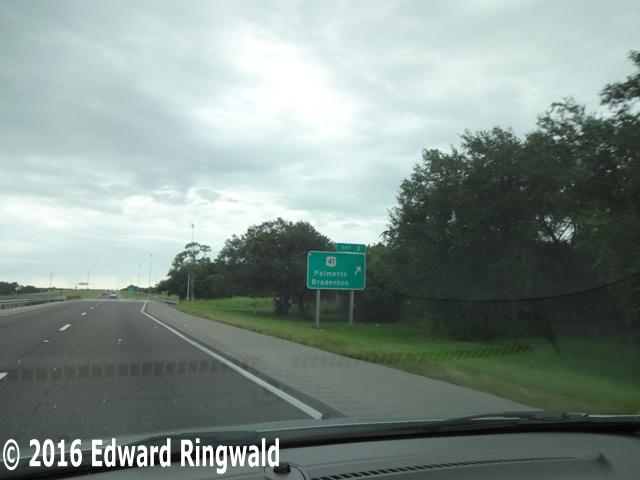 EXIT 2
41
Palmetto
Bradenton
© 2016 Edward Ringwald